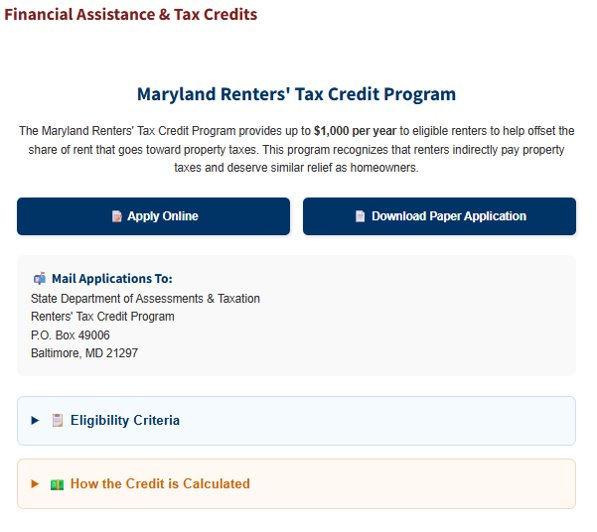 Financial Assistance & Tax Credits
Maryland Renters' Tax Credit Program
The Maryland Renters' Tax Credit Program provides up to $1,000 per year to eligible renters to help offset the
share of rent that goes toward property taxes. This program recognizes that renters indirectly pay property
taxes and deserve similar relief as homeowners.
Apply Online
Download Paper Application
Mail Applications To:
State Department of Assessments & Taxation
Renters' Tax Credit Program
P.O. Box 49006
Baltimore, MD 21297
Eligibility Criteria
How the Credit is Calculated